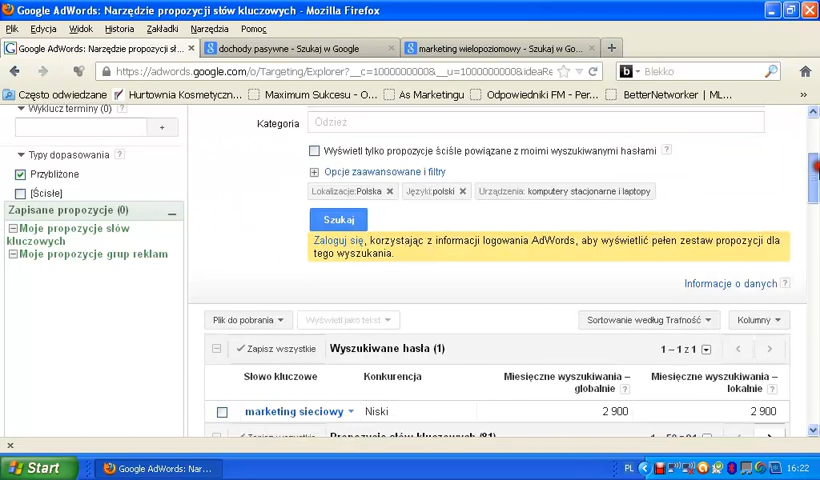 Google AdWords: Narzędzie propozycji słów kluczowych - Mozilla Firefox
Plik Edycja Widok Historia Zakładki Narzędzia Pomoc
Google AdWords: Narzędzie propozycji sł...
dochody pasywne - Szukaj w Google
marketing wielopoziomowy - Szukaj w Go...
https://adwords.google.com/o/Targeting/Explorer?__c=1000000000&__u=1000000000&ideaRe
Blekko
Często odwiedzane Hurtownia Kosmetyczn... Maximum Sukcesu - O... As Marketingu Odpowiedniki FM - Per... BetterNetworker | ML...
Wyklucz terminy ?
+
Typy dopasowania ?
Przybliżone
[Ścisłe]
Zapisane propozycje (0)
Moje propozycje słów kluczowych
Moje propozycje grup reklam
Kategoria Odzież
Wyświetl tylko propozycje ściśle powiązane z moimi wyszukiwanymi hasłami ?
Opcje zaawansowane i filtry
Lokalizacje:Polska Języki:polski Urządzenia: komputery stacjonarne i laptopy
Szukaj
Zaloguj się, korzystając z informacji logowania AdWords, aby wyświetlić pełen zestaw propozycji dla
tego wyszukania.
Informacje o danych ?
Plik do pobrania Wyświetl jako tekst Sortowanie według Trafność Kolumny
Zapisz wszystkie Wyszukiwane hasła (1) 1 – 1 z 1
Słowo kluczowe Konkurencja Miesięczne wyszukiwania – globalnie ? Miesięczne wyszukiwania – lokalnie ?
marketing sieciowy Niski 2 900 2 900
Zapisz wszystkie Propozycje słów kluczowych (81)
Start Google AdWords: Nar... PL 16:22